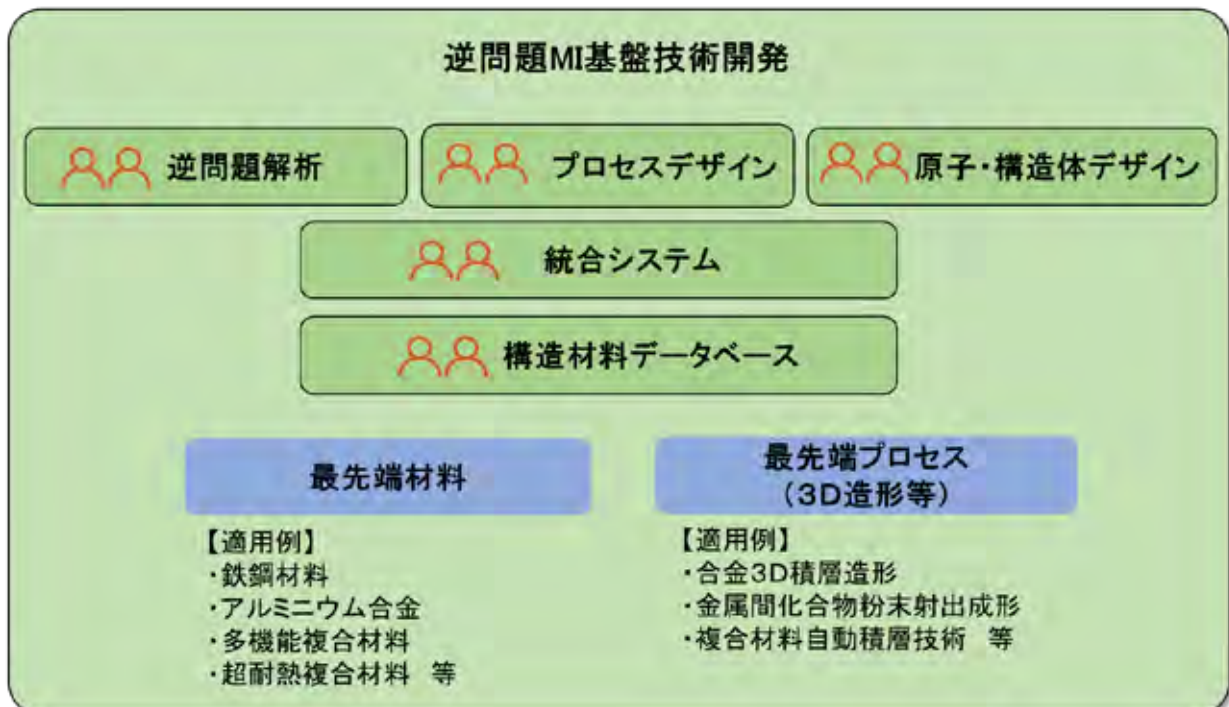 逆問題MI基盤技術開発
逆問題解析
プロセスデザイン
原子・構造体デザイン
統合システム
構造材料データベース
最先端材料
【適用例】
・鉄鋼材料
・アルミニウム合金
・多機能複合材料
・超耐熱複合材料 等
最先端プロセス
(3D造形等)
【適用例】
・合金3D積層造形
・金属間化合物粉末射出成形
・複合材料自動積層技術 等